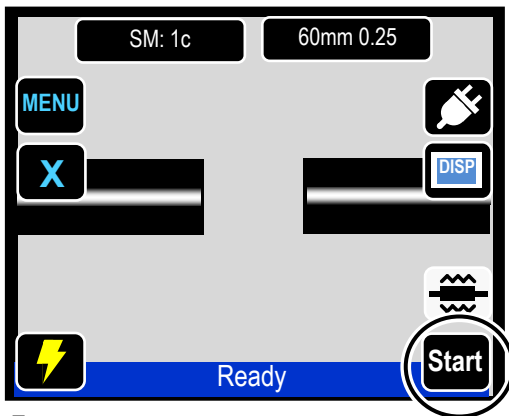 SM: 1c
60mm 0.25
MENU
X
DISP
Ready
Start